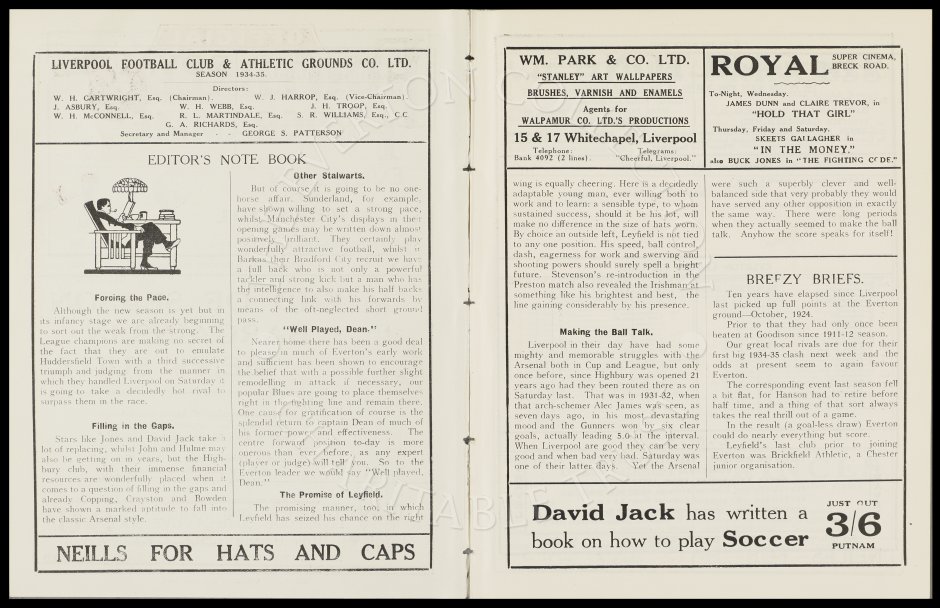 LIVERPOOL FOOTBALL CLUB & ATHLETIC GROUNDS CO. LTD.
SEASON 1934-35.
Directors:
W. H. CARTWRIGHT, Esq. (Chairman). W. J. HARROP, Esq. (Vice-Chairman).
J. ASBURY, Esq. W. H. WEBB, Esq. J. H. TROOP, Esq.
W. H. McCONNELL, Esq. R. L. MARTINDALE, Esq. S. R. WILLIAMS, Esq., C.C.
G. A. RICHARDS, Esq.
Secretary and Manager - - GEORGE S. PATTERSON
EDITOR'S NOTE BOOK
Forcing the Pace.
Although the new season is yet but in
its infancy stage we are already beginning
to sort out the weak from the strong. The
League champions are making no secret of
the fact that they are out to emulate
Huddersfield Town with a third successive
triumph and judging from the manner in
which they handled Liverpool on Saturday it
is going to take a decidedly hot rival to
surpass them in the race.
Filling in the Gaps.
Stars like Jones and David Jack take a
lot of replacing, whilst John and Hulme may
also be getting on in years, but the High-
bury club, with their immense financial
resources are wonderfully placed when it
comes to a question of filling in the gaps and
already Copping, Crayston and Bowden
have shown a marked aptitude to fall into
the classic Arsenal style.
Other Stalwarts.
But of course it is going to be no one-
horse affair. Sunderland, for example,
have shown willing to set a strong pace,
whilst Manchester City's displays in their
opening games may be written down almost
positively brilliant. They certainly play
wonderfully attractive football, whilst in
Barkas their Bradford City recruit we have
a full back who is not only a powerful
tackler and strong kick but a man who has
the intelligence to also make his half backs
a connecting link with his forwards by
means of the oft-neglected short ground
pass.
"Well Played, Dean."
Nearer home there has been a good deal
to please in much of Everton's early work
and sufficient has been shown to encourage
the belief that with a possible further slight
remodelling in attack if necessary, our
popular Blues are going to place themselves
right in the fighting line and remain there.
One cause for gratification of course is the
splendid return to captain Dean of much of
his former power and effectiveness. The
centre forward position to-day is more
onerous than ever before, as any expert
(player or judge) will tell you. So to the
Everton leader we would say "Well played,
Dean."
The Promise of Leyfield.
The promising manner, too, in which
Leyfield has seized his chance on the right
NEILLS FOR HATS AND CAPS
WM. PARK & CO. LTD.
"STANLEY" ART WALLPAPERS
BRUSHES, VARNISH AND ENAMELS
Agents for
WALPAMUR CO. LTD.'S PRODUCTIONS
15 & 17 Whitechapel, Liverpool
Telephone: Telegrams:
Bank 4092 (2 lines). "Cheerful, Liverpool."
ROYAL SUPER CINEMA,
BRECK ROAD.
To-Night, Wednesday.
JAMES DUNN and CLAIRE TREVOR, in
"HOLD THAT GIRL"
Thursday, Friday and Saturday.
SKEETS GALLAGHER in
"IN THE MONEY."
also BUCK JONES in "THE FIGHTING CODE."
wing is equally cheering. Here is a decidedly
adaptable young man, ever willing both to
work and to learn: a sensible type, to whom
sustained success, should it be his lot, will
make no difference in the size of hats worn.
By choice an outside left, Leyfield is not tied
to any one position. His speed, ball control,
dash, eagerness for work and swerving and
shooting powers should surely spell a bright
future. Stevenson's re-introduction in the
Preston match also revealed the Irishman at
something like his brightest and best, the
line gaining considerably by his presence.
Making the Ball Talk.
Liverpool in their day have had some
mighty and memorable struggles with the
Arsenal both in Cup and League, but only
once before, since Highbury was opened 21
years ago had they been routed there as on
Saturday last. That was in 1931-32, when
that arch-schemer Alec James was seen, as
seven days ago, in his most devastating
mood and the Gunners won by six clear
goals, actually leading 5.0 at the interval.
When Liverpool are good they can be very
good and when bad very bad. Saturday was
one of their latter days. Yet the Arsenal
were such a superbly clever and well-
balanced side that very probably they would
have served any other opposition in exactly
the same way. There were long periods
when they actually seemed to make the ball
talk. Anyhow the score speaks for itself!
BREEZY BRIEFS.
Ten years have elapsed since Liverpool
last picked up full points at the Everton
ground—October, 1924.
Prior to that they had only once been
beaten at Goodison since 1911-12 season.
Our great local rivals are due for their
first big 1934-35 clash next week and the
odds at present seem to again favour
Everton.
The corresponding event last season fell
a bit flat, for Hanson had to retire before
half time, and a thing of that sort always
takes the real thrill out of a game.
In the result (a goal-less draw) Everton
could do nearly everything but score.
Leyfield's last club prior to joining
Everton was Brickfield Athletic, a Chester
junior organisation.
David Jack has written a
book on how to play Soccer
JUST OUT
3/6
PUTNAM